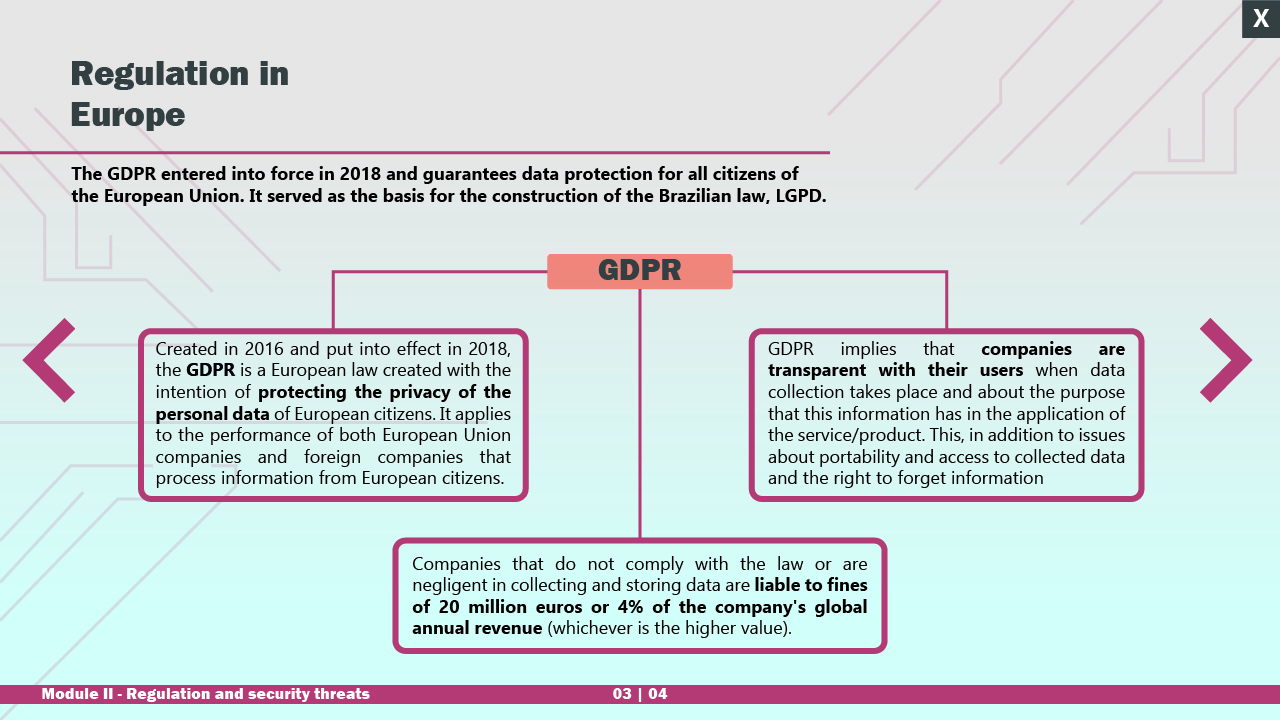 X
Regulation in
Europe
The GDPR entered into force in 2018 and guarantees data protection for all citizens of
the European Union. It served as the basis for the construction of the Brazilian law, LGPD.
GDPR
Created in 2016 and put into effect in 2018,
the GDPR is a European law created with the
intention of protecting the privacy of the
personal data of European citizens. It applies
to the performance of both European Union
companies and foreign companies that
process information from European citizens.
GDPR implies that companies are
transparent with their users when data
collection takes place and about the purpose
that this information has in the application of
the service/product. This, in addition to issues
about portability and access to collected data
and the right to forget information
Companies that do not comply with the law or are
negligent in collecting and storing data are liable to fines
of 20 million euros or 4% of the company's global
annual revenue (whichever is the higher value).
Module II - Regulation and security threats
03 | 04